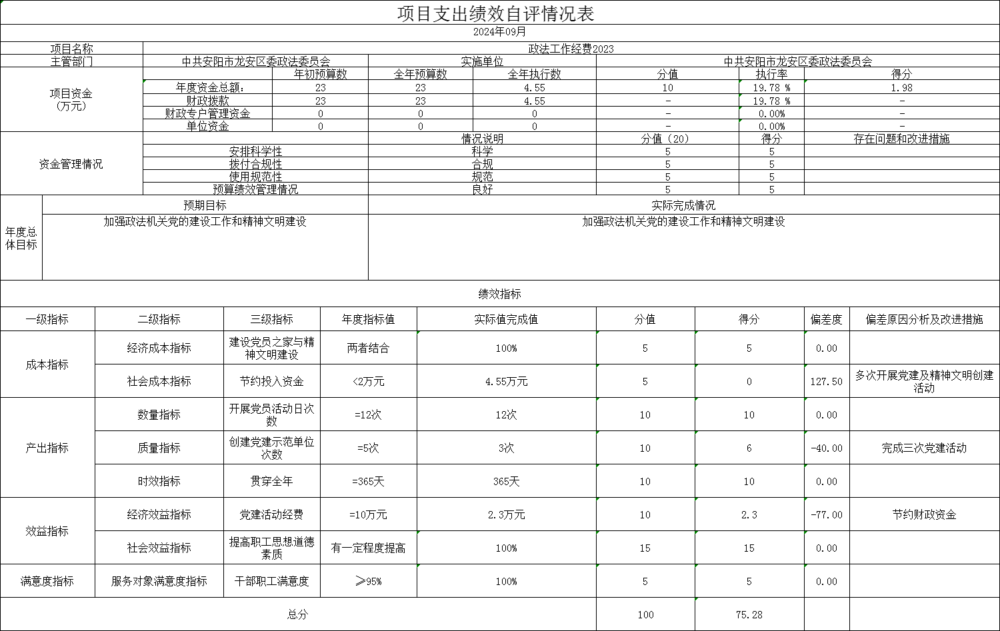 项目支出绩效自评情况表
2024年09月
项目名称 政法工作经费2023
主管部门 中共安阳市龙安区委政法委员会 实施单位 中共安阳市龙安区委政法委员会
项目资金
(万元)
年初预算数 全年预算数 全年执行数 分值 执行率 得分
年度资金总额: 23 23 4.55 10 19.78 % 1.98
财政拨款 23 23 4.55 - 19.78 % -
财政专户管理资金 0 0 0 - 0.00% -
单位资金 0 0 0 - 0.00% -
资金管理情况
情况说明 分值（20） 得分 存在问题和改进措施
安排科学性 科学 5 5
拨付合规性 合规 5 5
使用规范性 规范 5 5
预算绩效管理情况 良好 5 5
年度总
体目标
预期目标 实际完成情况
加强政法机关党的建设工作和精神文明建设 加强政法机关党的建设工作和精神文明建设
绩效指标
一级指标 二级指标 三级指标 年度指标值 实际值完成值 分值 得分 偏差度 偏差原因分析及改进措施
成本指标
经济成本指标 建设党员之家与精
神文明建设 两者结合 100% 5 5 0.00
社会成本指标 节约投入资金 <2万元 4.55万元 5 0 127.50 多次开展党建及精神文明创建
活动
产出指标
数量指标 开展党员活动日次
数 =12次 12次 10 10 0.00
质量指标 创建党建示范单位
次数 =5次 3次 10 6 -40.00 完成三次党建活动
时效指标 贯穿全年 =365天 365天 10 10 0.00
效益指标
经济效益指标 党建活动经费 =10万元 2.3万元 10 2.3 -77.00 节约财政资金
社会效益指标 提高职工思想道德
素质 有一定程度提高 100% 15 15 0.00
满意度指标 服务对象满意度指标 干部职工满意度 ≥95% 100% 5 5 0.00
总分 100 75.28